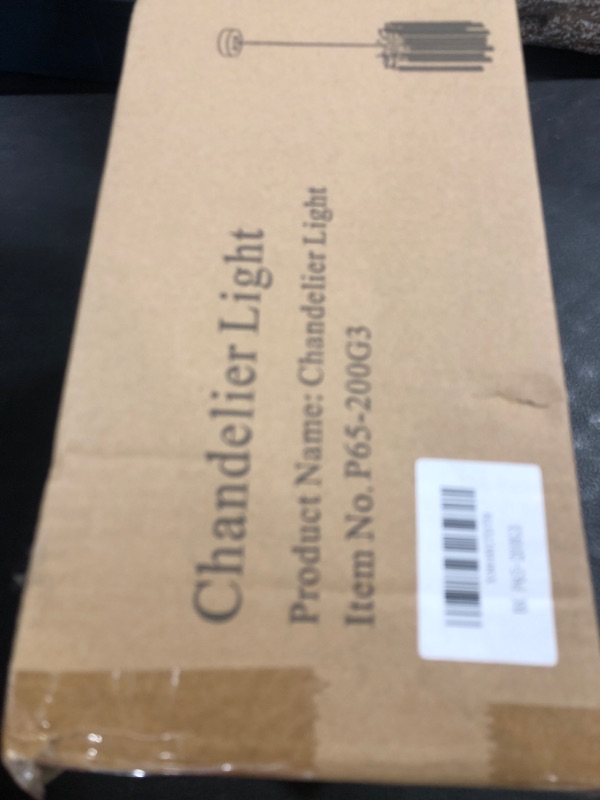 Chandelier Light
Product Name: Chandelier Light
Item No.P65-200G3